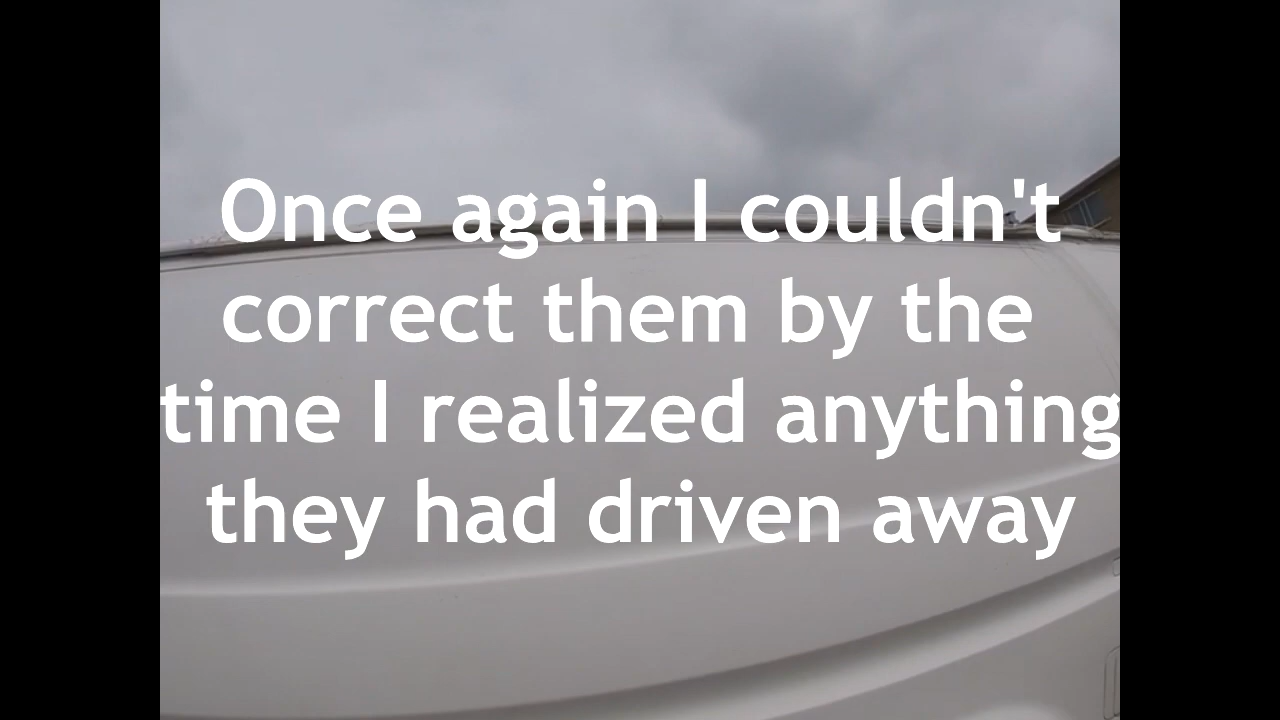 Once again I couldn't
correct them by the
time I realized anything
they had driven away